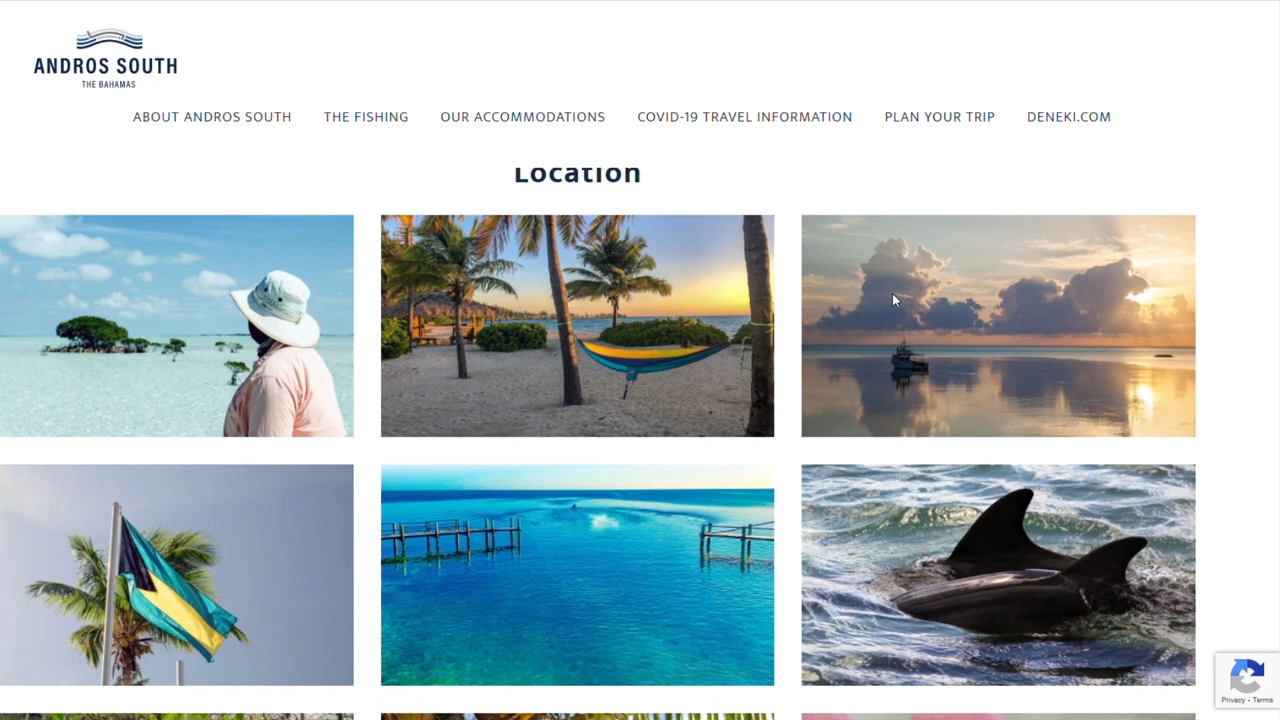 ANDROS SOUTH
THE BAHAMAS
ABOUT ANDROS SOUTH THE FISHING OUR ACCOMMODATIONS COVID-19 TRAVEL INFORMATION PLAN YOUR TRIP DENEKI.COM
Location
Privacy - Terms